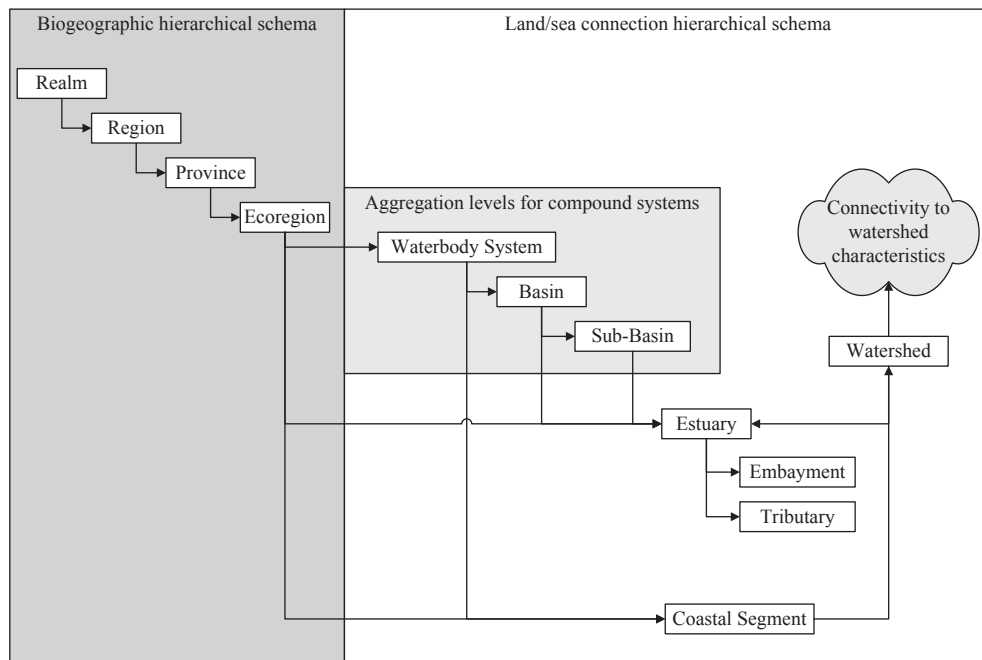 Biogeographic hierarchical schema
Land/sea connection hierarchical schema
Realm
Region
Province
Ecoregion
Aggregation levels for compound systems
Waterbody System
Basin
Sub-Basin
Connectivity to
watershed
characteristics
Watershed
Estuary
Embayment
Tributary
Coastal Segment